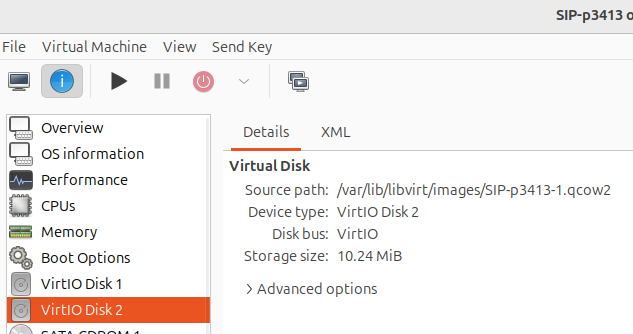 SIP-p3413 o
File Virtual Machine View Send Key
Overview
OS information
Performance
CPUs
Memory
Boot Options
VirtIO Disk 1
VirtIO Disk 2
SATA CDROM 1
Details XML
Virtual Disk
Source path: /var/lib/libvirt/images/SIP-p3413-1.qcow2
Device type: VirtIO Disk 2
Disk bus: VirtIO
Storage size: 10.24 MiB
Advanced options